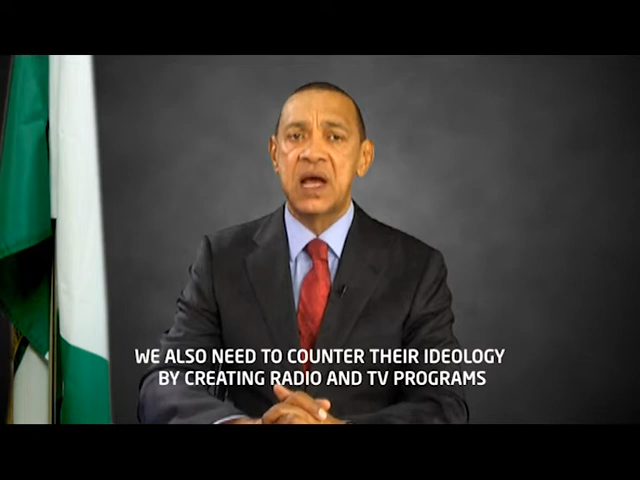 WE ALSO NEED TO COUNTER THEIR IDEOLOGY
BY CREATING RADIO AND TV PROGRAMS